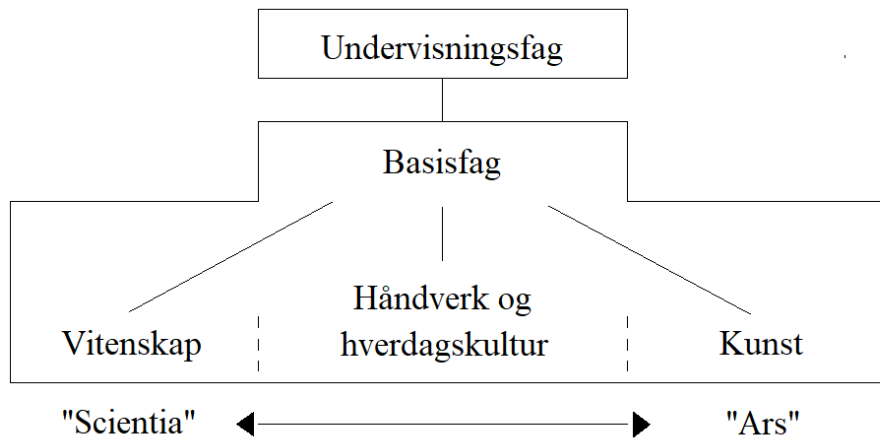 Undervisningsfag
Basisfag
Håndverk og
hverdagskultur
Vitenskap
Kunst
"Scientia"
"Ars"